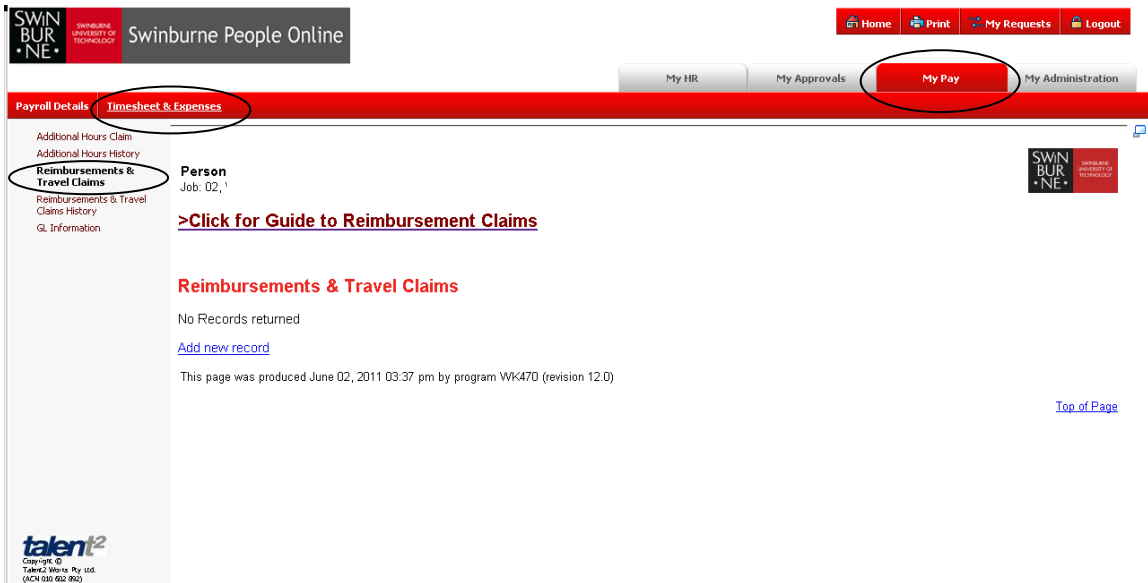 SWIN
BUR
• NE •
SWINBURNE
UNIVERSITY OF
TECHNOLOGY
Swinburne People Online
Home Print My Requests Logout
My HR My Approvals My Pay My Administration
Payroll Details Timesheet & Expenses
Additional Hours Claim
Additional Hours History
Reimbursements &
Travel Claims
Reimbursements & Travel
Claims History
GL Information
Person
Job: 02,
SWIN
BUR
• NE •
SWINBURNE
UNIVERSITY OF
TECHNOLOGY
>Click for Guide to Reimbursement Claims
Reimbursements & Travel Claims
No Records returned
Add new record
This page was produced June 02, 2011 03:37 pm by program WK470 (revision 12.0)
Top of Page
talent2
Copyright ©
Talent2 Works Pty Ltd.
(ACN 010 602 892)